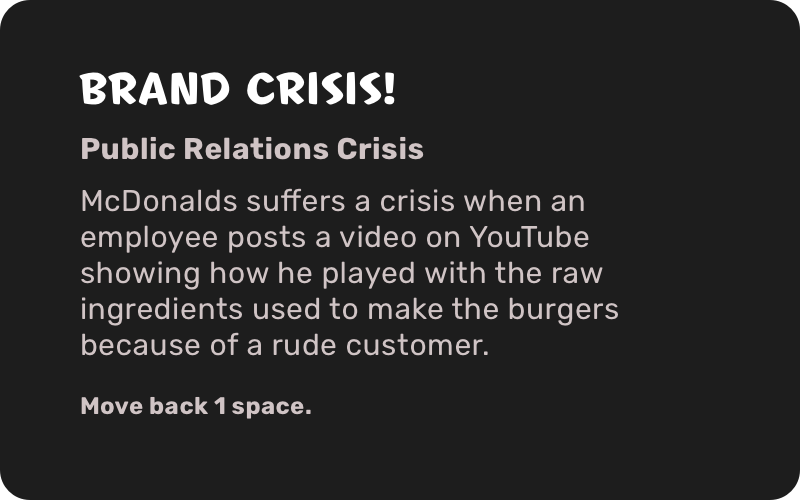 BRAND CRISIS!
Public Relations Crisis
McDonalds suffers a crisis when an
employee posts a video on YouTube
showing how he played with the raw
ingredients used to make the burgers
because of a rude customer.
Move back 1 space.